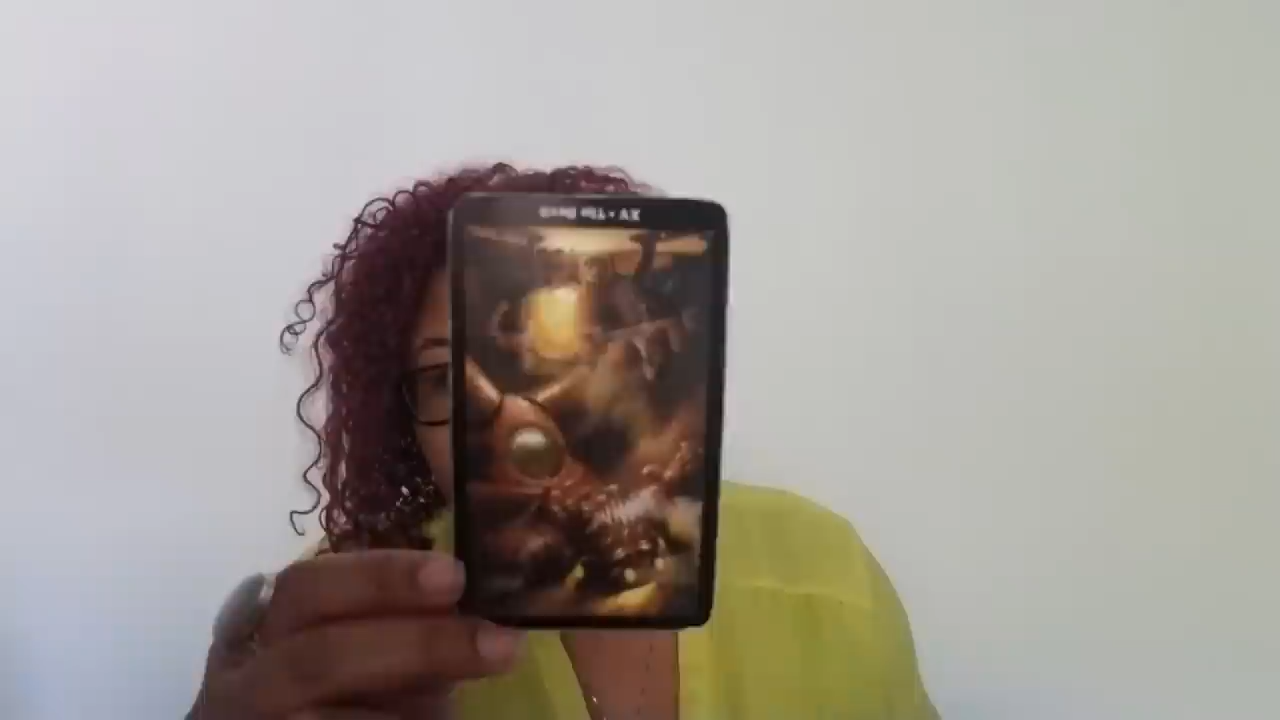 XV • The Devil